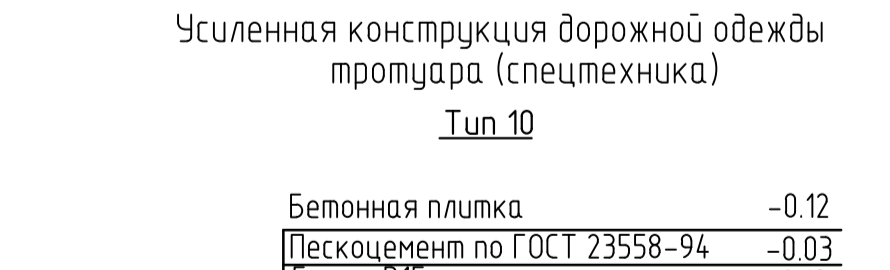 Усиленная конструкция дорожной одежды
тротуара (спецтехника)
Тип 10
Бетонная плитка -0.12
Пескоцемент по ГОСТ 23558-94 -0.03